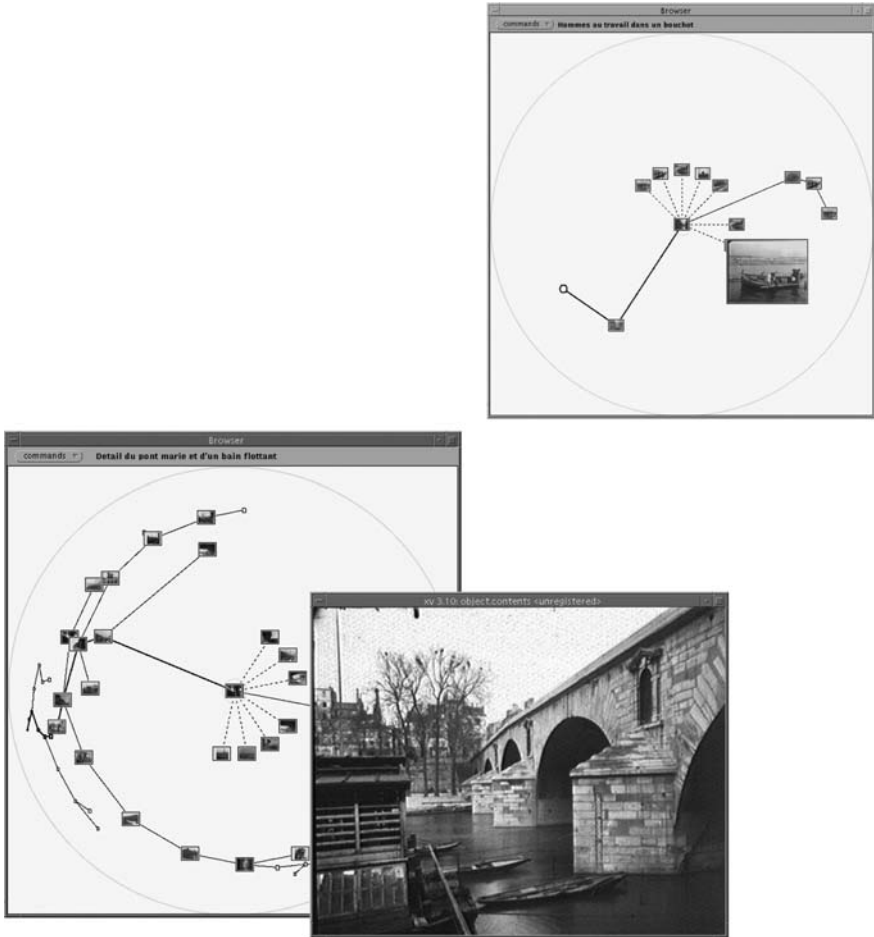 Browser
commands Hommes au travail dans un bouchot
Browser
commands Detail du pont marie et d'un bain flottant
xv 3.10: object.contents <unregistered>